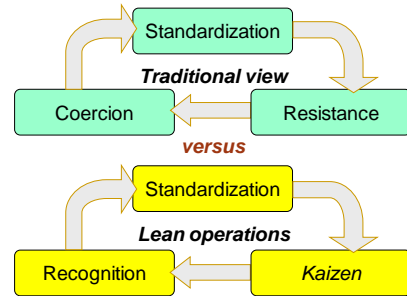 Standardization
Traditional view
Coercion
Resistance
versus
Standardization
Lean operations
Recognition
Kaizen